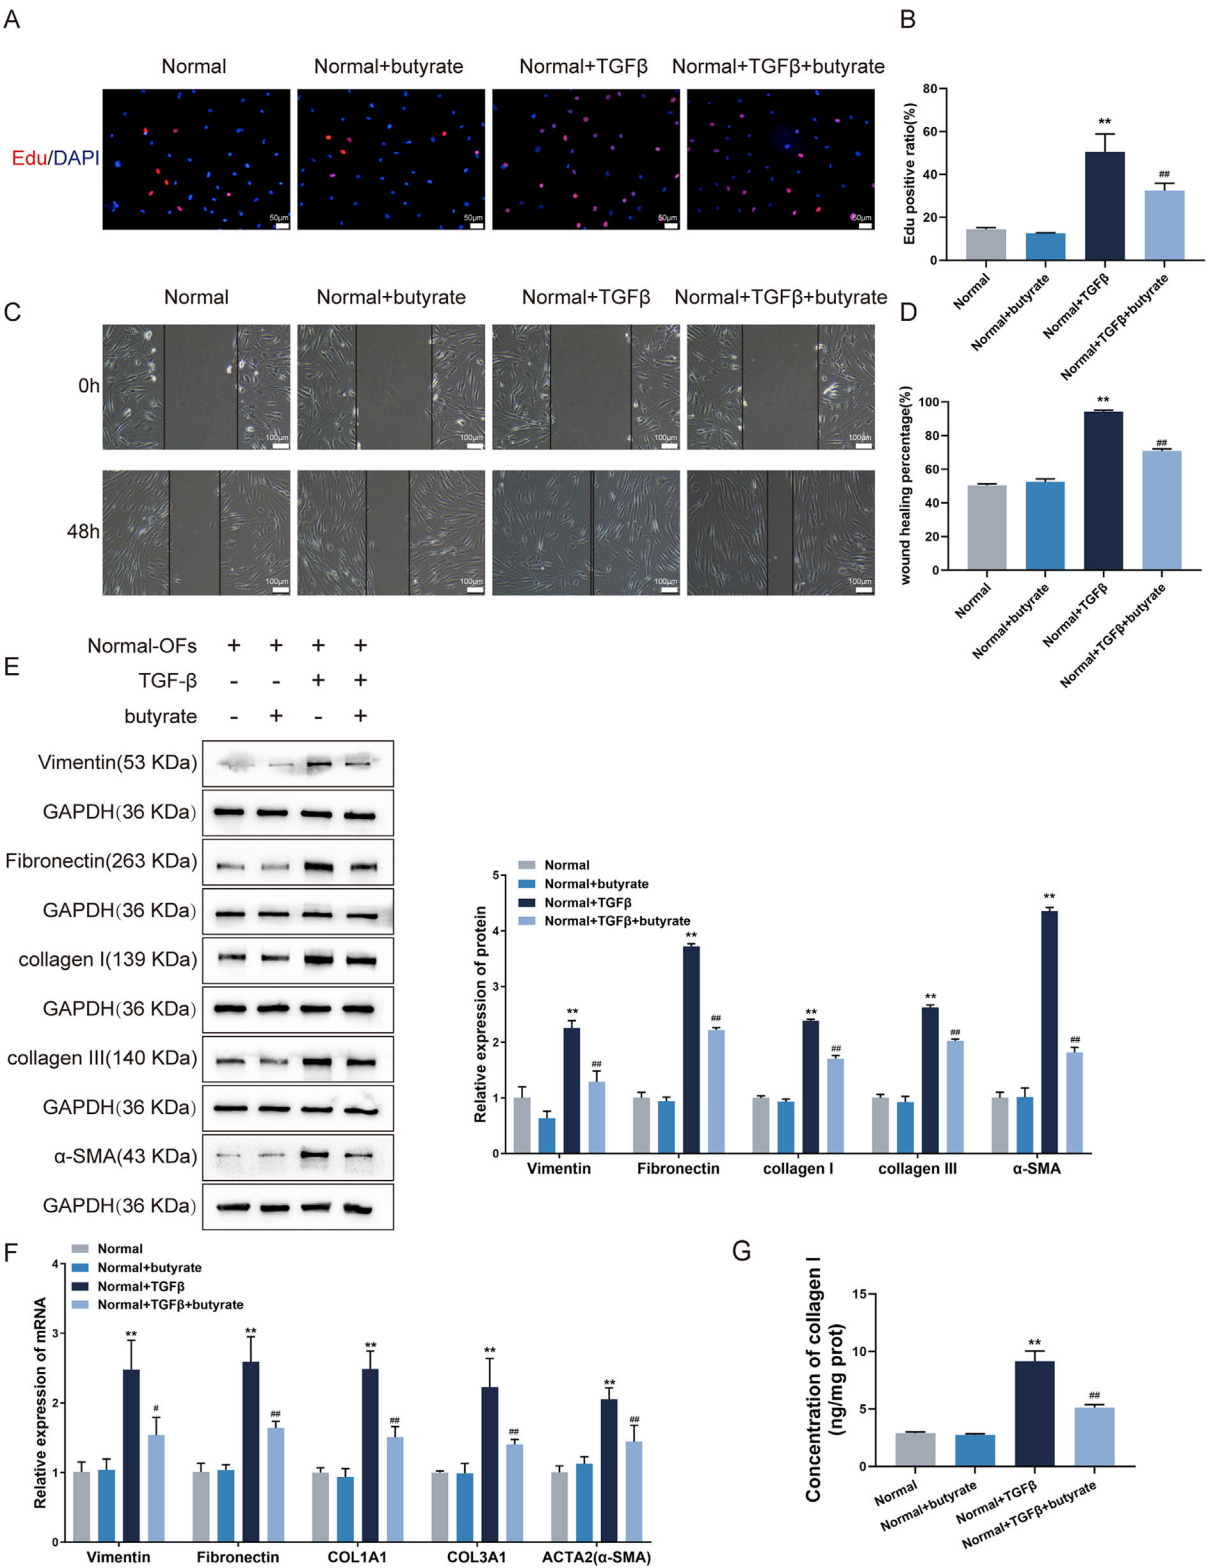 A
Normal
Normal+butyrate
Normal+TGFβ
Normal+TGFβ+butyrate
Edu/DAPI
50μm
50μm
50μm
50μm
B
Edu positive ratio(%)
80
60
40
20
0
**
##
Normal
Normal+butyrate
Normal+TGFβ
Normal+TGFβ+butyrate
C
Normal
Normal+butyrate
Normal+TGFβ
Normal+TGFβ+butyrate
0h
100μm
100μm
100μm
100μm
48h
100μm
100μm
100μm
100μm
D
wound healing percentage(%)
100
80
60
40
20
0
**
##
Normal
Normal+butyrate
Normal+TGFβ
Normal+TGFβ+butyrate
E
Normal-OFs + + + +
TGF-β - - + +
butyrate - + - +
Vimentin(53 KDa)
GAPDH(36 KDa)
Fibronectin(263 KDa)
GAPDH(36 KDa)
collagen I(139 KDa)
GAPDH(36 KDa)
collagen III(140 KDa)
GAPDH(36 KDa)
α-SMA(43 KDa)
GAPDH(36 KDa)
Normal
Normal+butyrate
Normal+TGFβ
Normal+TGFβ+butyrate
Relative expression of protein
5
4
3
2
1
0
** ## ** ## ** ## ** ## ** ##
Vimentin Fibronectin collagen I collagen III α-SMA
F
Normal
Normal+butyrate
Normal+TGFβ
Normal+TGFβ+butyrate
Relative expression of mRNA
4
3
2
1
0
** # ** ## ** ## ** ## ** ##
Vimentin Fibronectin COL1A1 COL3A1 ACTA2(α-SMA)
G
Concentration of collagen I
(ng/mg prot)
15
10
5
0
**
##
Normal
Normal+butyrate
Normal+TGFβ
Normal+TGFβ+butyrate